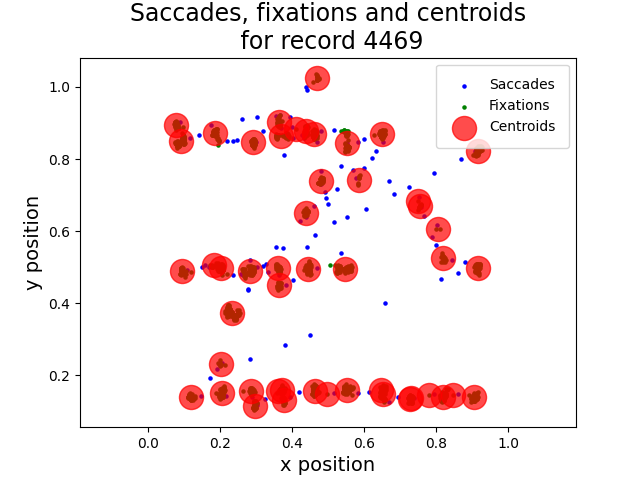 Saccades, fixations and centroids
for record 4469
Saccades
Fixations
Centroids
1.0
0.8
0.6
0.4
0.2
y position
0.0 0.2 0.4 0.6 0.8 1.0
x position